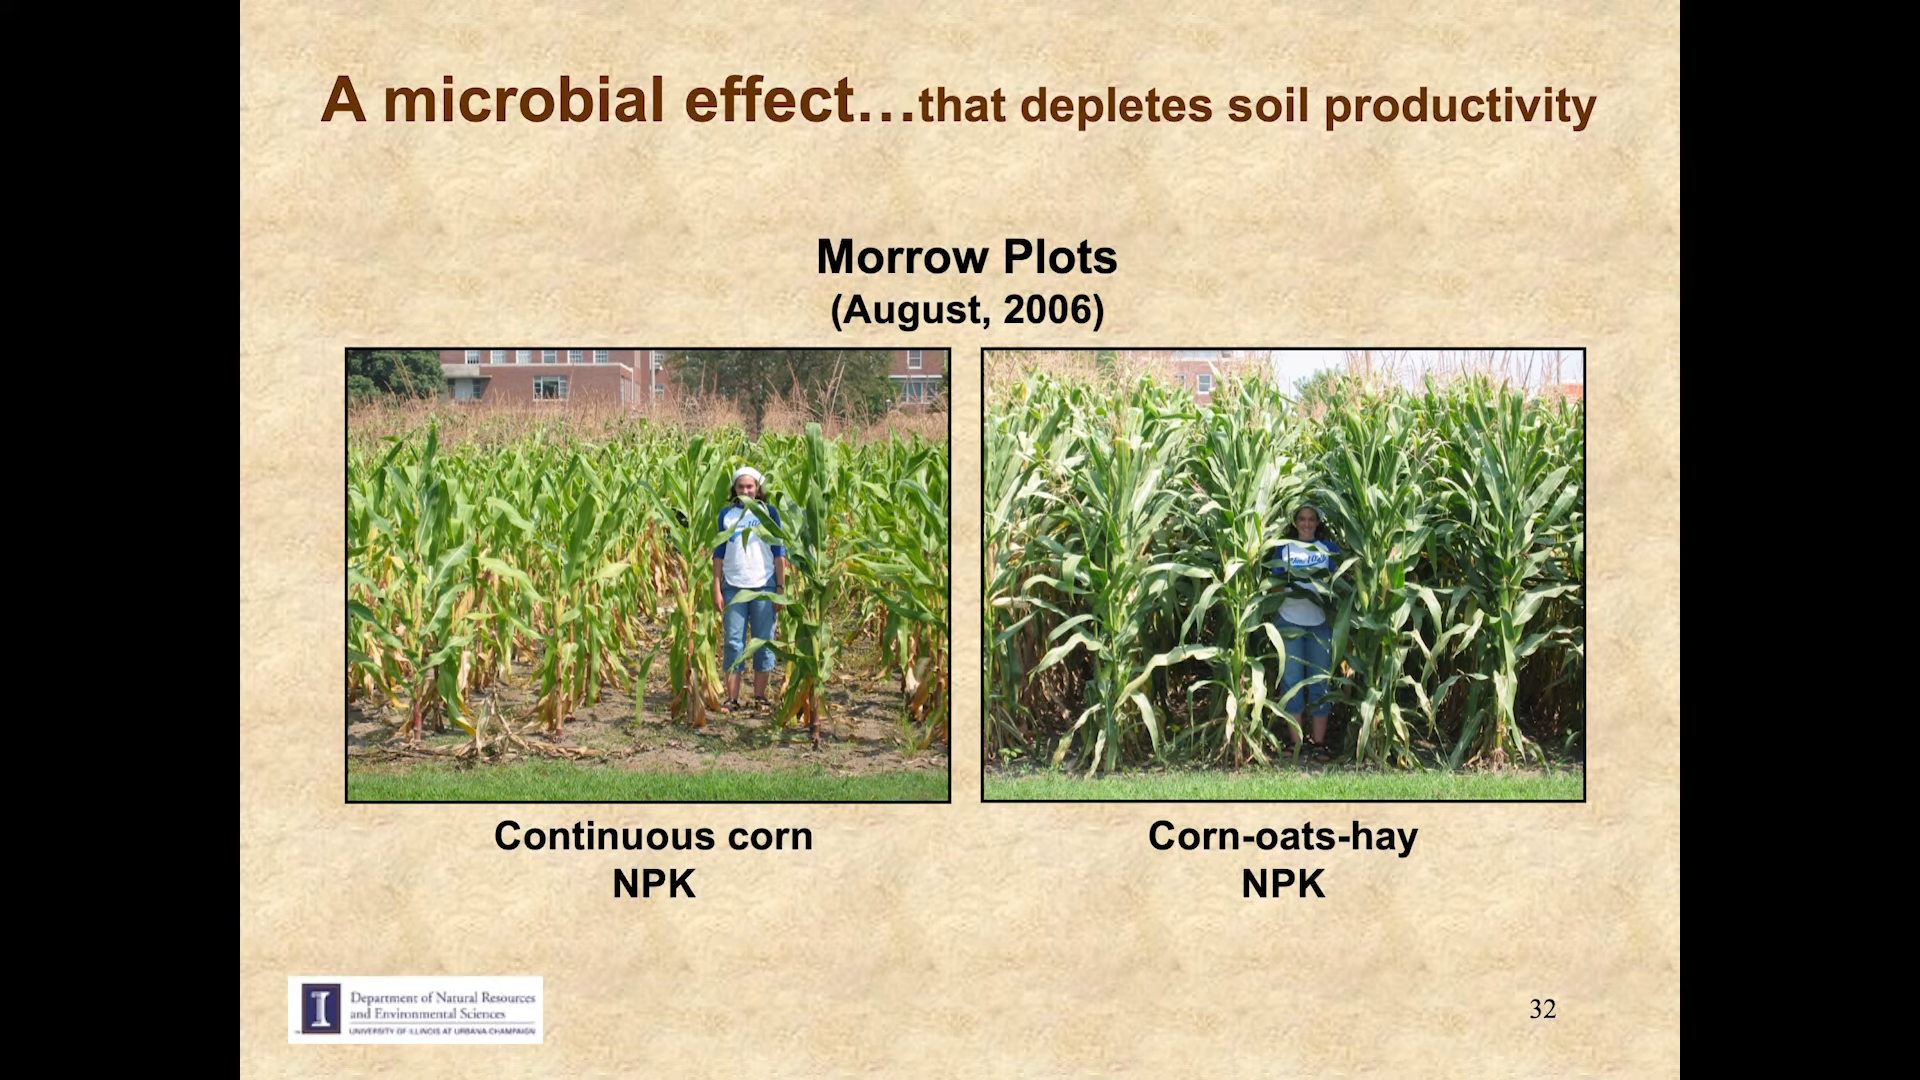 A microbial effect…that depletes soil productivity
Morrow Plots
(August, 2006)
Continuous corn
NPK
Corn-oats-hay
NPK
Department of Natural Resources
and Environmental Sciences
UNIVERSITY OF ILLINOIS AT URBANA-CHAMPAIGN
32